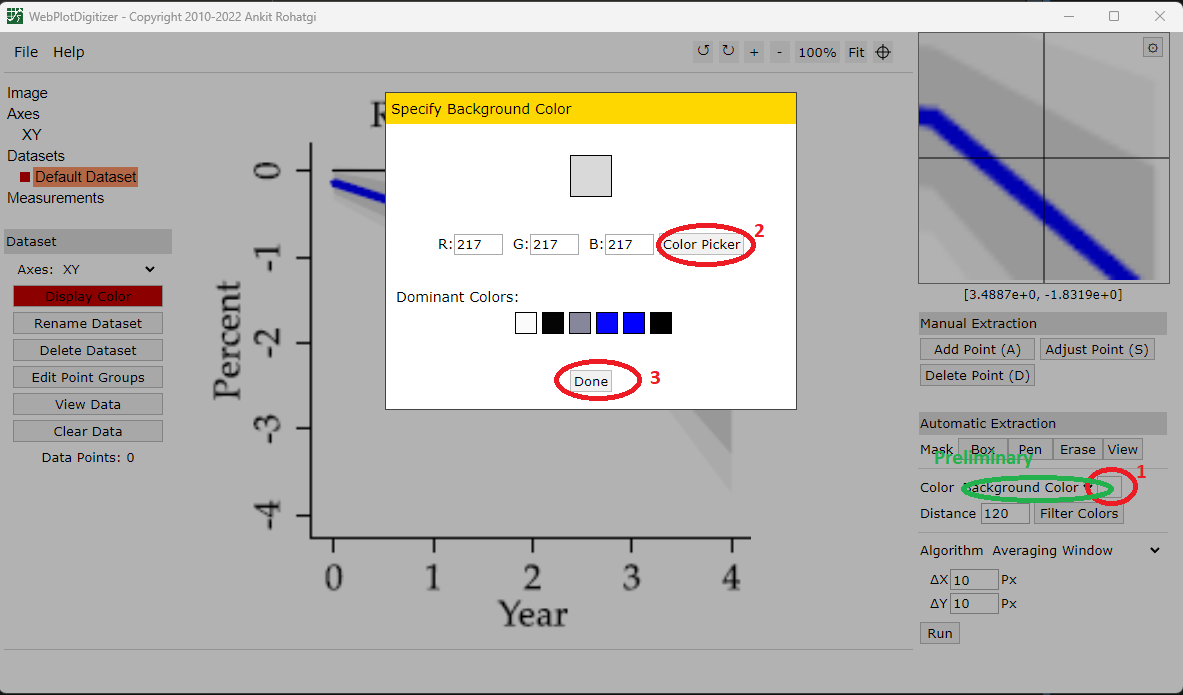 WebPlotDigitizer - Copyright 2010-2022 Ankit Rohatgi
File Help
↺ ↻ + - 100% Fit
Image
Axes
XY
Datasets
Default Dataset
Measurements
Dataset
Axes: XY
Display Color
Rename Dataset
Delete Dataset
Edit Point Groups
View Data
Clear Data
Data Points: 0
R
0
-1
-2
-3
-4
Percent
0 1 2 3 4
Year
Specify Background Color
R: 217 G: 217 B: 217 Color Picker 2
Dominant Colors:
Done 3
[3.4887e+0, -1.8319e+0]
Manual Extraction
Add Point (A) Adjust Point (S)
Delete Point (D)
Automatic Extraction
Mask Box Pen Erase View
Preliminary
1
Color Background Color
Distance 120 Filter Colors
Algorithm Averaging Window
ΔX 10 Px
ΔY 10 Px
Run